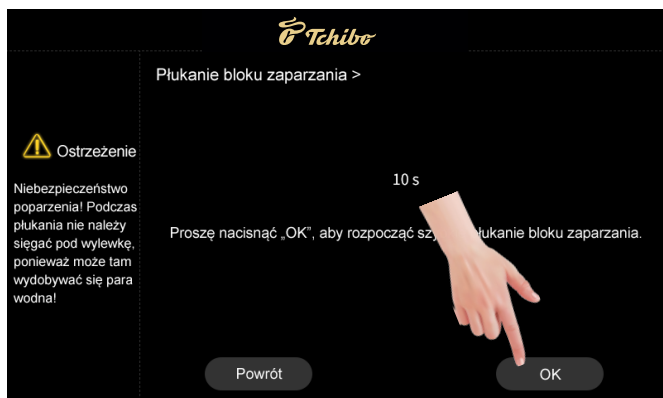 Tchibo
Płukanie bloku zaparzania >
Ostrzeżenie
Niebezpieczeństwo
poparzenia! Podczas
płukania nie należy
sięgać pod wylewkę,
ponieważ może tam
wydobywać się para
wodna!
10 s
Proszę nacisnąć „OK”, aby rozpocząć bloku zaparzania.
Powrót
OK